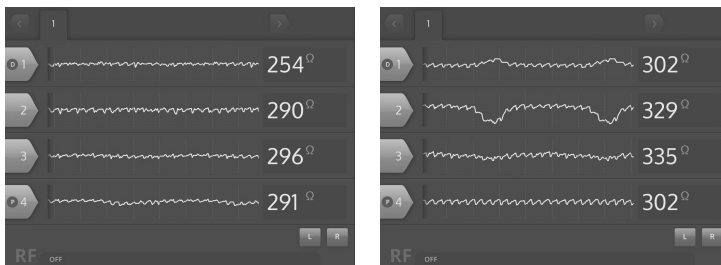 1
D 1 254 Ω
2 290 Ω
3 296 Ω
P 4 291 Ω
L R
RF OFF
1
D 1 302 Ω
2 329 Ω
3 335 Ω
P 4 302 Ω
L R
RF OFF